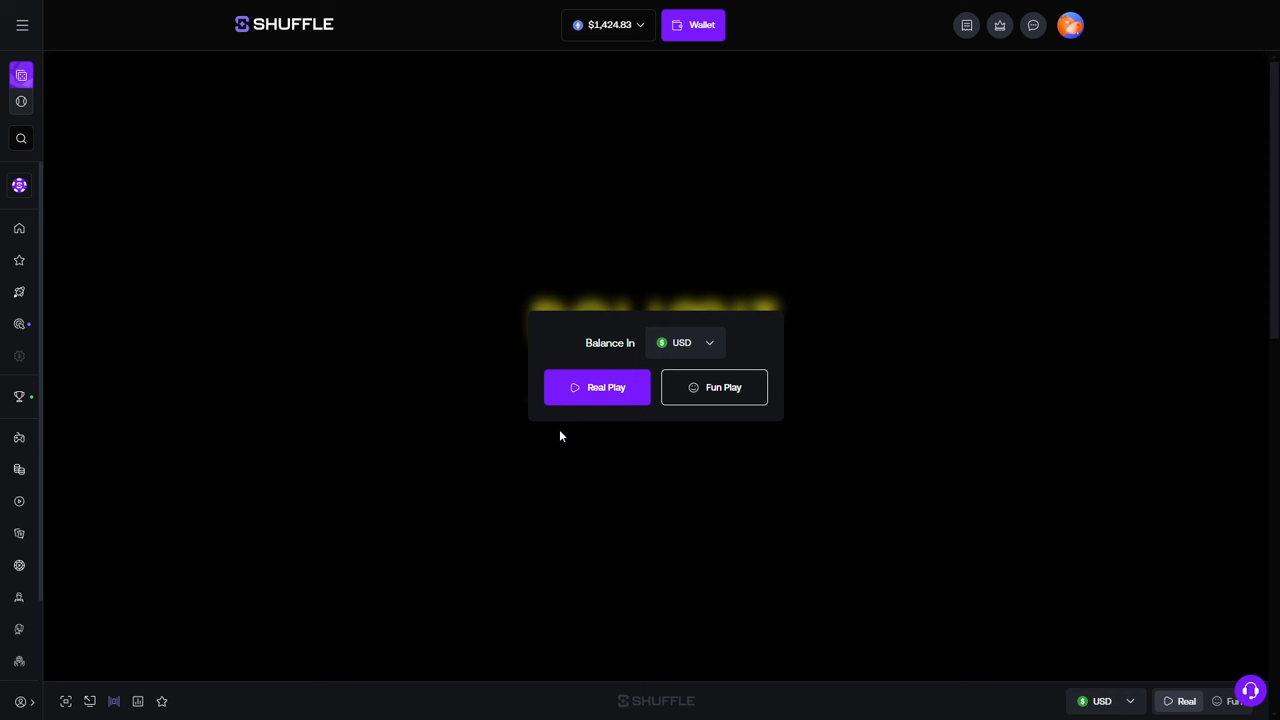 SHUFFLE
$1,424.83
Wallet
Balance In
USD
Real Play
Fun Play
SHUFFLE
USD
Real